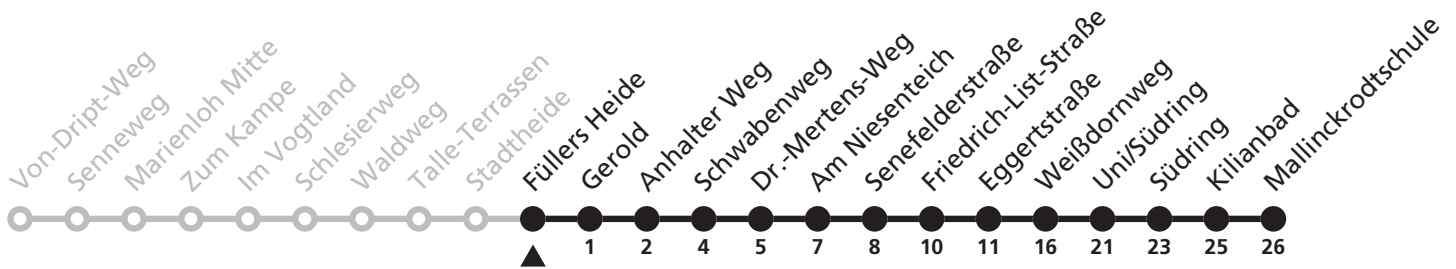 Von-Dript-Weg
Senneweg
Marienloh Mitte
Zum Kampe
Im Vogtland
Schlesierweg
Waldweg
Talle-Terrassen
Stadtheide
Füllers Heide
Gerold
Anhalter Weg
Schwabenweg
Dr.-Mertens-Weg
Am Niesenteich
Senefelderstraße
Friedrich-List-Straße
Eggertstraße
Weißdornweg
Uni/Südring
Südring
Kilianbad
Mallinckrodtschule
1 2 4 5 7 8 10 11 16 21 23 25 26